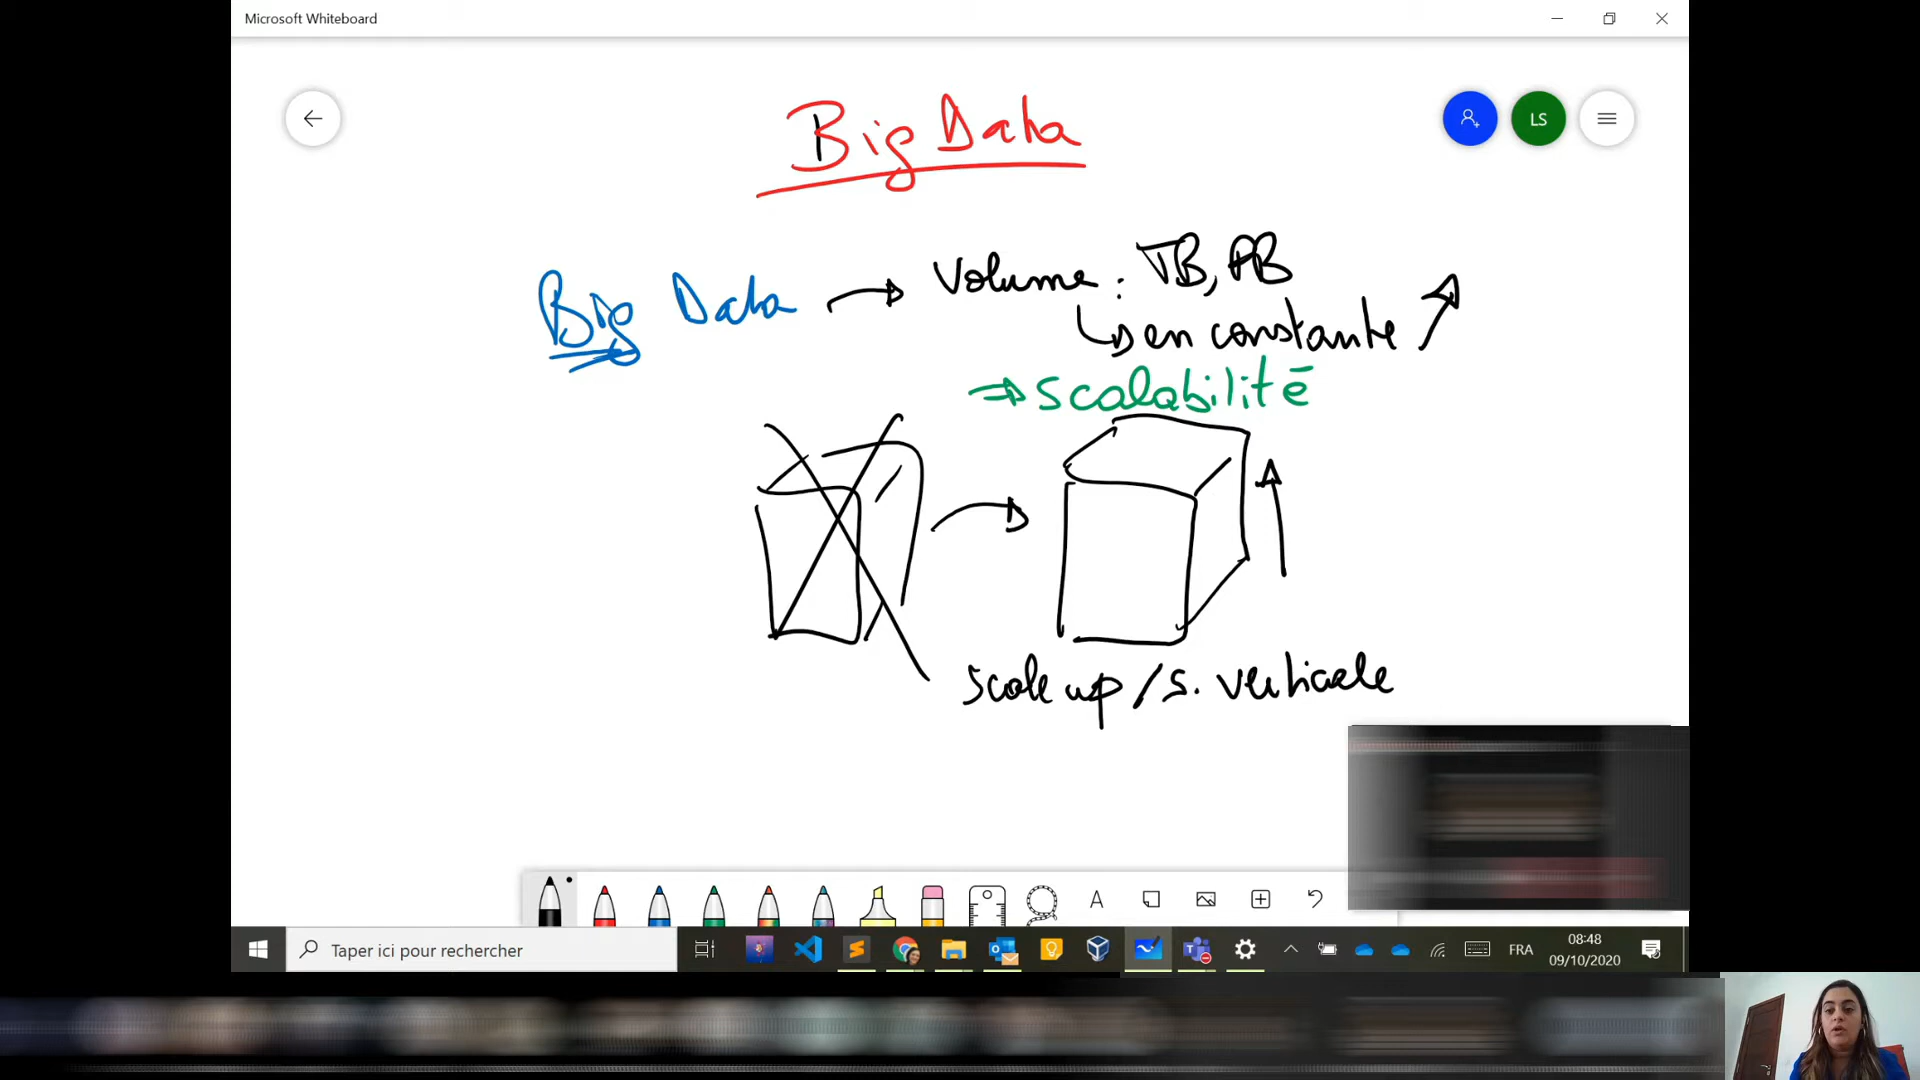 Microsoft Whiteboard
Big Data
LS
Big Data → Volume : TB, PB
↳ en constante ↗
⇒ scalabilité
scale up / s. verticale
A
Taper ici pour rechercher
FRA
08:48
09/10/2020